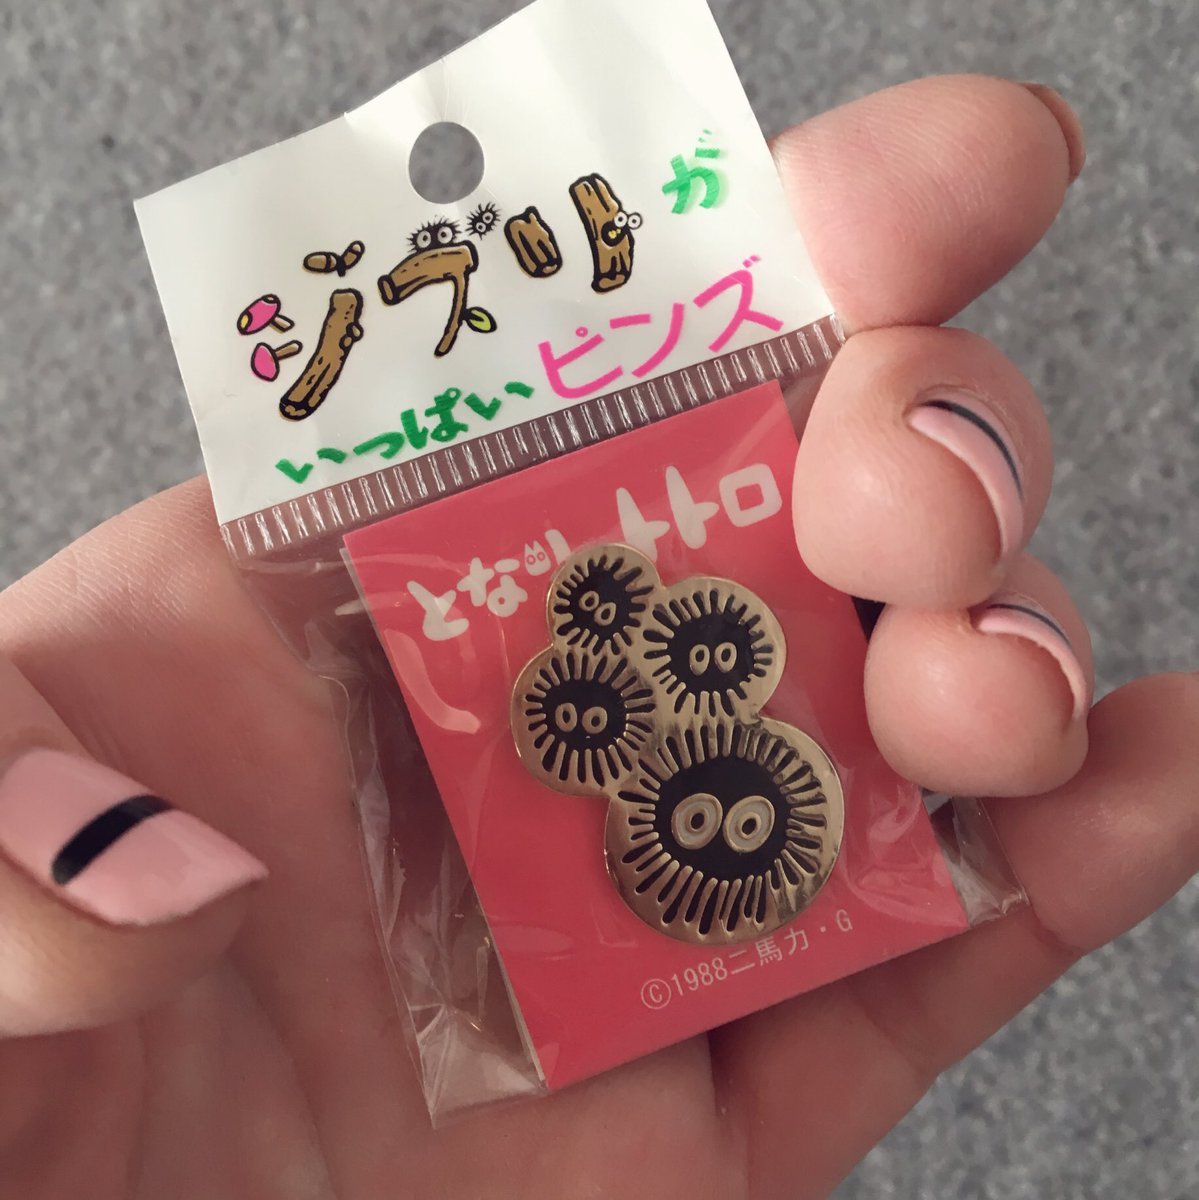 ジブリが
いっぱいピンズ
となりのトトロ
©1988二馬力・G